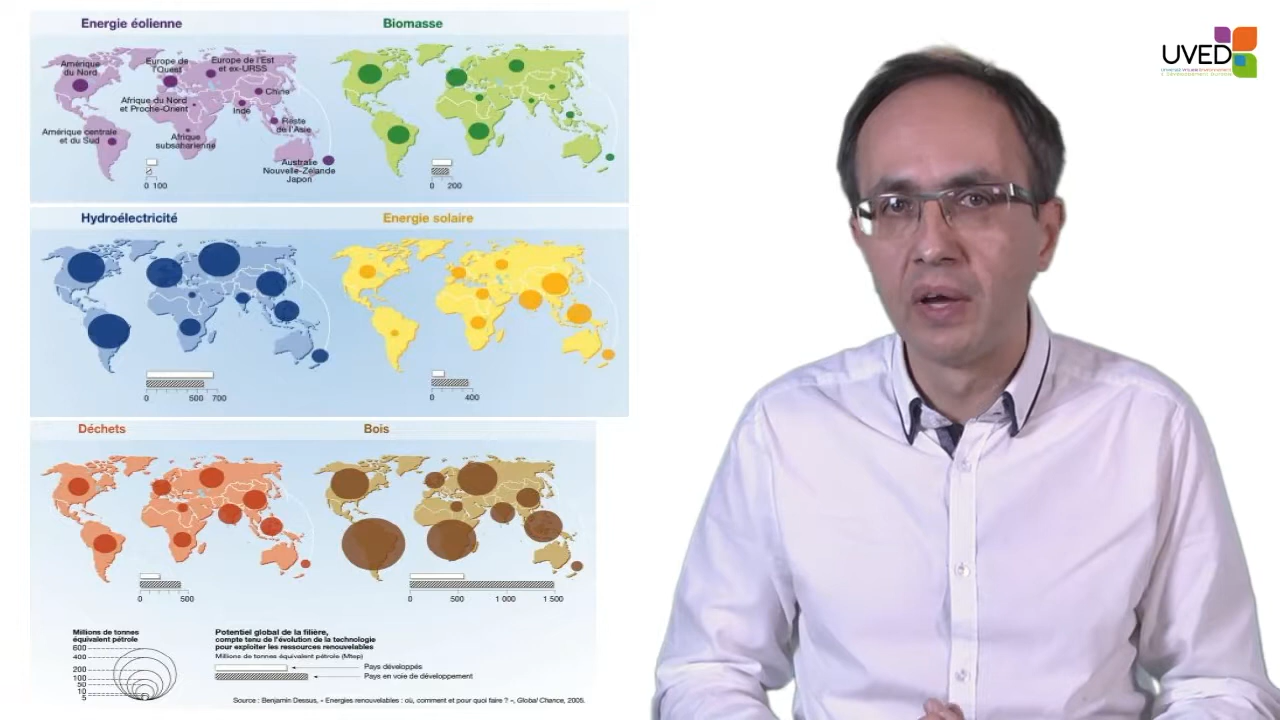 Energie éolienne
Biomasse
Amérique
du Nord
Europe de
l'Ouest
Europe de l'Est
et ex-URSS
Chine
Afrique du Nord
et Proche-Orient
Inde
Reste
de l'Asie
Amérique centrale
et du Sud
Afrique
subsaharienne
Australie
Nouvelle-Zélande
Japon
0 100
0 200
Hydroélectricité
Energie solaire
0 500 700
0 400
Déchets
Bois
0 500
0 500 1 000 1 500
Millions de tonnes
équivalent pétrole
600
400
200
100
50
10
5
Potentiel global de la filière,
compte tenu de l'évolution de la technologie
pour exploiter les ressources renouvelables
Millions de tonnes équivalent pétrole (Mtep)
Pays développés
Pays en voie de développement
Source : Benjamin Dessus, « Energies renouvelables : où, comment et pour quoi faire ? », Global Chance, 2005.
UVED